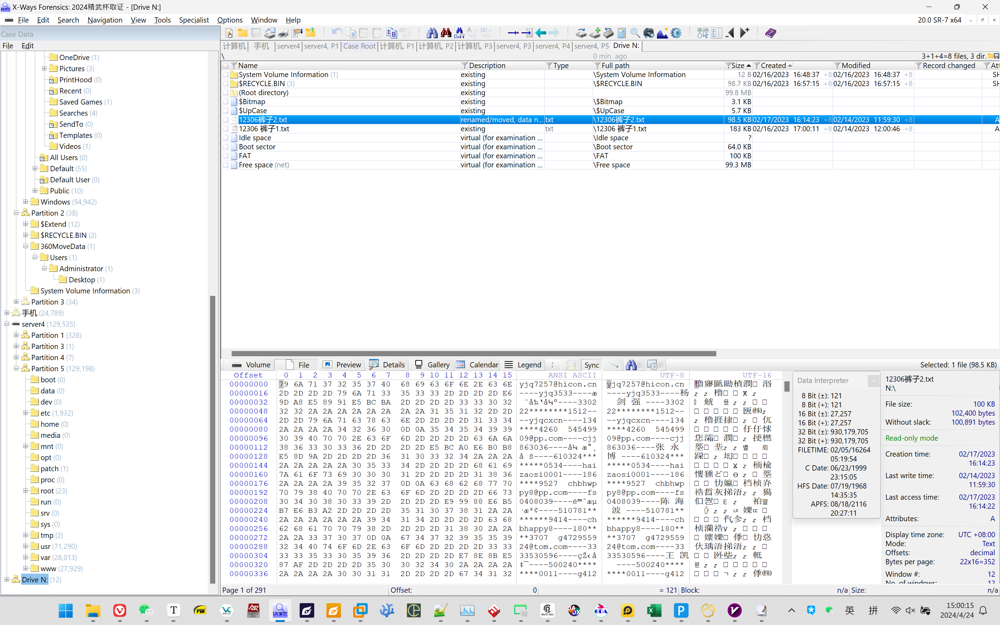 X-Ways Forensics: 2024精武杯取证 - [Drive N:]
File Edit Search Navigation View Tools Specialist Options Window Help
20.0 SR-7 x64
Case Data
File Edit
OneDrive (1)
Pictures (3)
PrintHood (0)
Recent (0)
Saved Games (1)
Searches (4)
SendTo (0)
Templates (0)
Videos (1)
All Users (0)
Default (55)
Default User (0)
Public (10)
Windows (94,942)
Partition 2 (38)
$Extend (12)
$RECYCLE.BIN (2)
360MoveData (1)
Users (1)
Administrator (1)
Desktop (1)
System Volume Information (3)
Partition 3 (34)
手机 (24,789)
server4 (129,535)
Partition 1 (328)
Partition 3 (1)
Partition 4 (7)
Partition 5 (129,198)
boot (0)
data (0)
dev (0)
etc (1,932)
home (0)
media (0)
mnt (0)
opt (0)
patch (1)
proc (0)
root (23)
run (0)
srv (0)
sys (0)
tmp (2)
usr (71,290)
var (28,013)
www (27,929)
Drive N: (12)
计算机 手机 server4 server4, P1 Case Root 计算机, P1 计算机, P2 计算机, P3 server4, P3 server4, P4 server4, P5 Drive N:
\ 0 min. ago 3+1+4=8 files, 3 dir.
Name Description Type Full path Size Created Modified Record changed Att
System Volume Information (1) existing \System Volume Information 12 B 02/16/2023 16:48:37 +8 02/16/2023 16:48:37 +8 SH
$RECYCLE.BIN (3) existing \$RECYCLE.BIN 98.7 KB 02/16/2023 16:57:15 +8 02/16/2023 16:57:15 +8 SH
(Root directory) existing 99.8 MB
$Bitmap existing \$Bitmap 3.1 KB
$UpCase existing \$UpCase 5.7 KB
12306裤子2.txt renamed/moved, data n... txt \12306裤子2.txt 98.5 KB 02/17/2023 16:14:23 +8 02/14/2023 11:59:30 +8 A
12306 裤子1.txt existing txt \12306 裤子1.txt 183 KB 02/16/2023 17:00:11 +8 02/14/2023 12:00:46 +8 A
Idle space virtual (for examination ... \Idle space ?
Boot sector virtual (for examination ... \Boot sector 64.0 KB
FAT virtual (for examination ... \FAT 100 KB
Free space (net) virtual (for examination ... \Free space 99.3 MB
Volume File Preview Details Gallery Calendar Legend Sync Selected: 1 file (98.5 KB)
Offset 0 1 2 3 4 5 6 7 8 9 10 11 12 13 14 15 ANSI ASCII UTF-8 UTF-16
00000000 79 6A 71 37 32 35 37 40 68 69 63 6F 6E 2E 63 6E yjq7257@hicon.cn yjq7257@hicon.cn
00000016 2D 2D 2D 2D 79 6A 71 33 35 33 33 2D 2D 2D 2D E6 ----yjq3533----æ ----yjq3533----杨
00000032 9D A8 E5 89 91 E5 BC BA 2D 2D 2D 2D 33 33 30 32 ¨å‰‘å¼º----3302 剑 强 ----3302
00000048 32 32 2A 2A 2A 2A 2A 2A 2A 2A 31 35 31 32 2D 2D 22********1512-- 22********1512--
00000064 2D 2D 79 6A 71 63 78 63 6E 2D 2D 2D 2D 31 33 34 --yjqcxcn----134 --yjqcxcn----134
00000080 2A 2A 2A 2A 34 32 36 30 0D 0A 35 34 35 34 39 39 ****4260 545499 ****4260 545499
00000096 30 39 40 70 70 2E 63 6F 6D 2D 2D 2D 2D 63 6A 6A 09@pp.com----cjj 09@pp.com----cjj
00000112 38 36 33 30 33 36 2D 2D 2D 2D E5 BC A0 E6 B0 B8 863036----å¼ æ°¸ 863036----张 永
00000128 E5 8D 9A 2D 2D 2D 2D 36 31 30 33 32 34 2A 2A 2A å š----610324*** 博 ----610324***
00000144 2A 2A 2A 2A 2A 30 35 33 34 2D 2D 2D 2D 68 61 69 *****0534----hai *****0534----hai
00000160 7A 61 6F 73 69 30 30 30 31 2D 2D 2D 2D 31 38 36 zaosi0001----186 zaosi0001----186
00000176 2A 2A 2A 2A 39 35 32 37 0D 0A 63 68 62 68 77 70 ****9527 chbhwp ****9527 chbhwp
00000192 70 79 38 40 70 70 2E 63 6F 6D 2D 2D 2D 2D 66 73 py8@pp.com----fs py8@pp.com----fs
00000208 30 34 30 38 30 33 39 2D 2D 2D 2D E9 99 88 E6 B5 0408039----é™ˆæµ 0408039----陈 海
00000224 B7 E6 B3 A2 2D 2D 2D 2D 35 31 30 37 38 31 2A 2A ·æ³¢----510781** 波 ----510781**
00000240 2A 2A 2A 2A 2A 2A 39 34 31 34 2D 2D 2D 2D 63 68 ******9414----ch ******9414----ch
00000256 62 68 61 70 70 79 38 2D 2D 2D 2D 31 38 30 2A 2A bhappy8----180** bhappy8----180**
00000272 2A 2A 33 37 30 37 0D 0A 67 34 37 32 39 35 35 39 **3707 g4729559 **3707 g4729559
00000288 32 34 40 74 6F 6D 2E 63 6F 6D 2D 2D 2D 2D 33 33 24@tom.com----33 24@tom.com----33
00000304 33 33 35 33 30 35 39 36 2D 2D 2D 2D E7 8E 8B E5 33530596----çŽ‹å 33530596----王 凯
00000320 87 AF 2D 2D 2D 2D 35 30 30 32 34 30 2A 2A 2A 2A ‡¯----500240**** ----500240****
00000336 2A 2A 2A 2A 30 30 31 31 2D 2D 2D 2D 67 34 31 32 ****0011----g412 ****0011----g412
Data Interpreter
8 Bit (±): 121
8 Bit (+): 121
16 Bit (±): 27,257
16 Bit (+): 27,257
32 Bit (±): 930,179,705
32 Bit (+): 930,179,705
FILETIME: 02/05/16264
05:19:54
C Date: 06/23/1999
23:15:05
HFS Date: 07/19/1968
14:35:35
APFS: 08/18/2116
20:27:11
12306裤子2.txt
N:\
File size: 100 KB
102,400 bytes
Without slack: 100,891 bytes
Read-only mode
Creation time: 02/17/2023
16:14:23
Last write time: 02/14/2023
11:59:30
Last access time: 02/17/2023
16:14:22
Attributes: A
Display time zone: UTC +08:00
Mode: Text
Offsets: decimal
Bytes per page: 22x16=352
Window #: 12
No. of windows: 12
Page 1 of 291 Offset: 0 = 121 Block: n/a Size: n/a
英 拼 15:00:15
2024/4/24